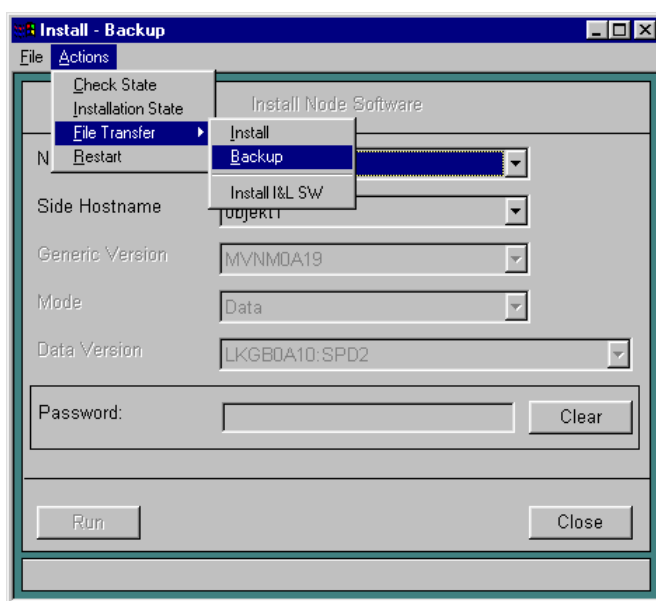 Install - Backup
File Actions
Check State
Installation State
File Transfer
Restart
Install Node Software
Install
Backup
Install I&L SW
N
Side Hostname
objekt1
Generic Version
MVNM0A19
Mode
Data
Data Version
LKGB0A10:SPD2
Password:
Clear
Run
Close